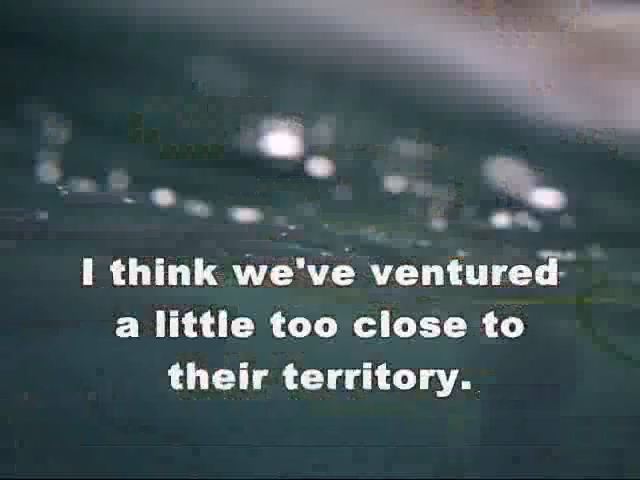 I think we've ventured
a little too close to
their territory.